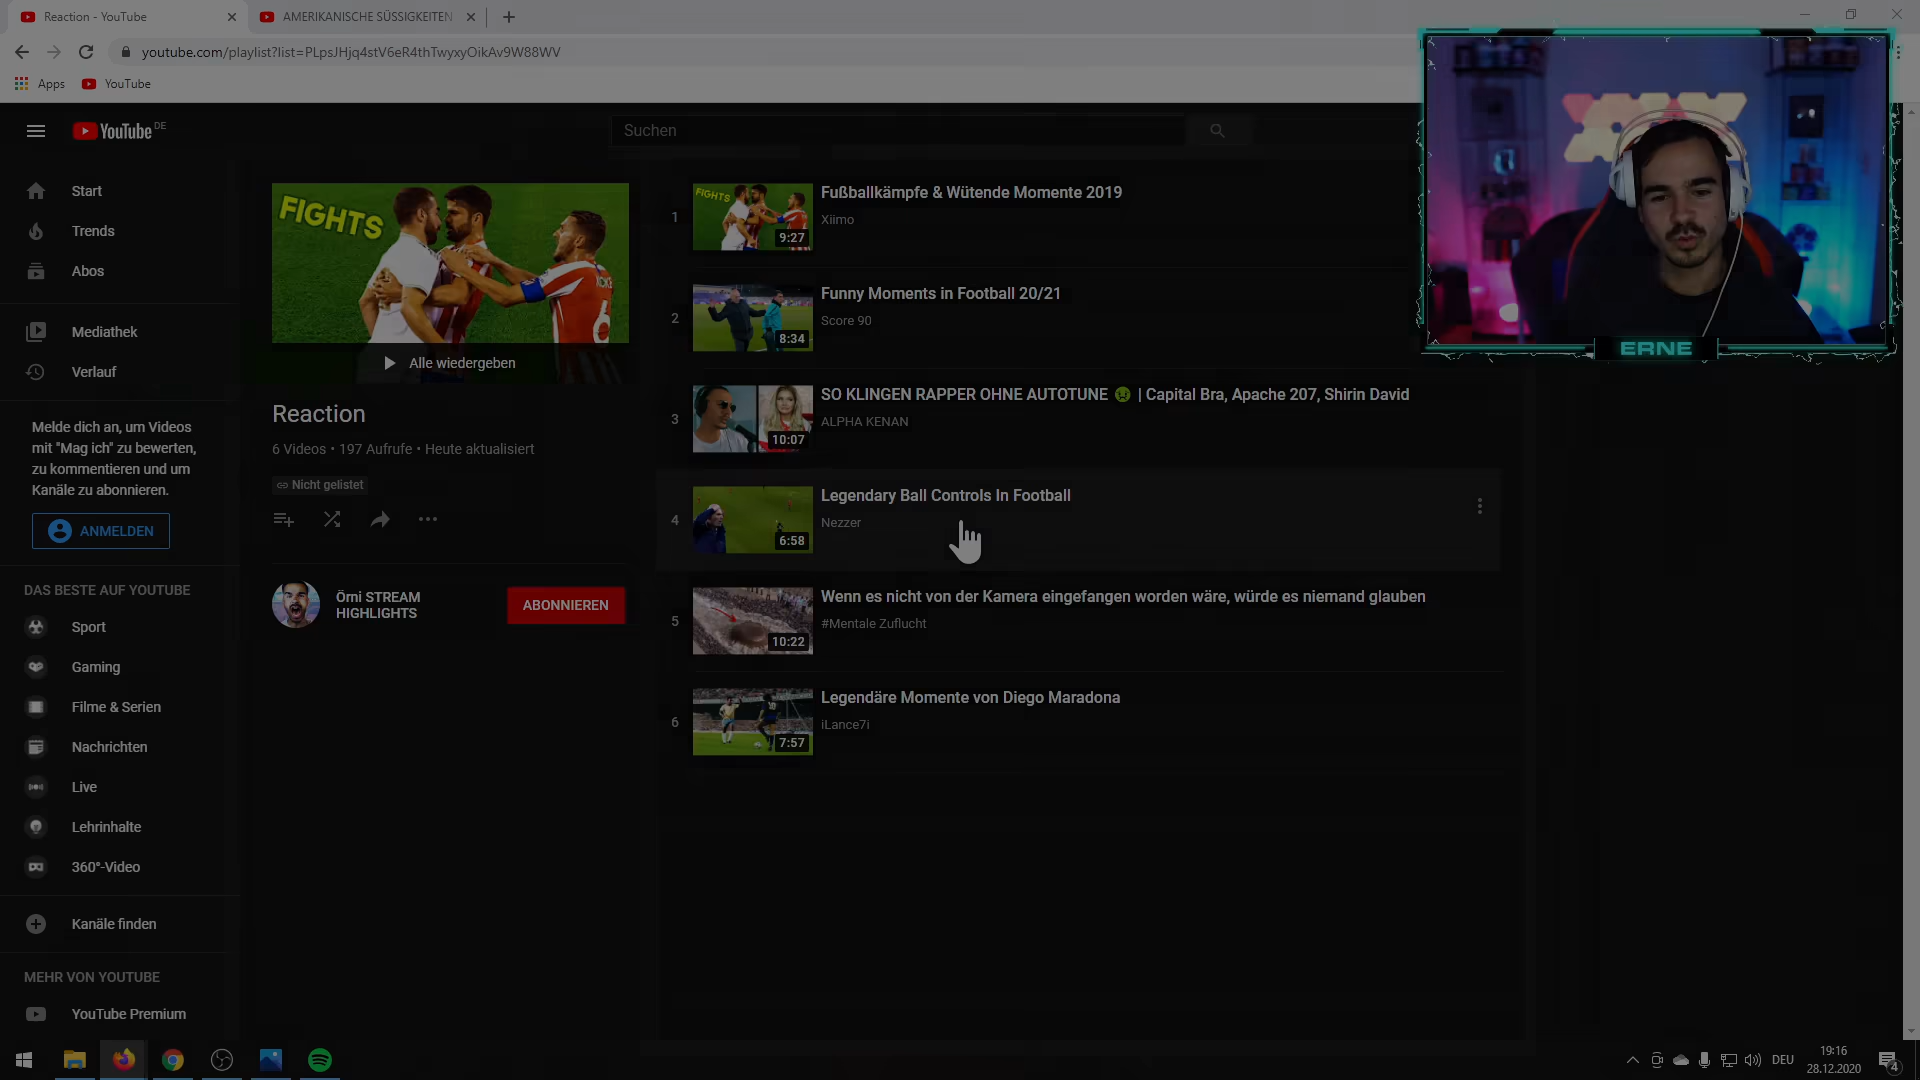 Reaction - YouTube
AMERIKANISCHE SÜSSIGKEITEN
youtube.com/playlist?list=PLpsJHjq4stV6eR4thTwyxyOikAv9W88WV
Apps
YouTube
YouTube DE
Suchen
Start
Trends
Abos
Mediathek
Verlauf
Melde dich an, um Videos
mit "Mag ich" zu bewerten,
zu kommentieren und um
Kanäle zu abonnieren.
ANMELDEN
DAS BESTE AUF YOUTUBE
Sport
Gaming
Filme & Serien
Nachrichten
Live
Lehrinhalte
360°-Video
Kanäle finden
MEHR VON YOUTUBE
YouTube Premium
FIGHTS
6
Alle wiedergeben
Reaction
6 Videos • 197 Aufrufe • Heute aktualisiert
Nicht gelistet
Örni STREAM
HIGHLIGHTS
ABONNIEREN
1
FIGHTS
9:27
Fußballkämpfe & Wütende Momente 2019
Xiimo
2
8:34
Funny Moments in Football 20/21
Score 90
3
10:07
SO KLINGEN RAPPER OHNE AUTOTUNE 🤢 | Capital Bra, Apache 207, Shirin David
ALPHA KENAN
4
6:58
Legendary Ball Controls In Football
Nezzer
5
10:22
Wenn es nicht von der Kamera eingefangen worden wäre, würde es niemand glauben
#Mentale Zuflucht
6
7:57
Legendäre Momente von Diego Maradona
iLance7i
ERNE
DEU
19:16
28.12.2020
4